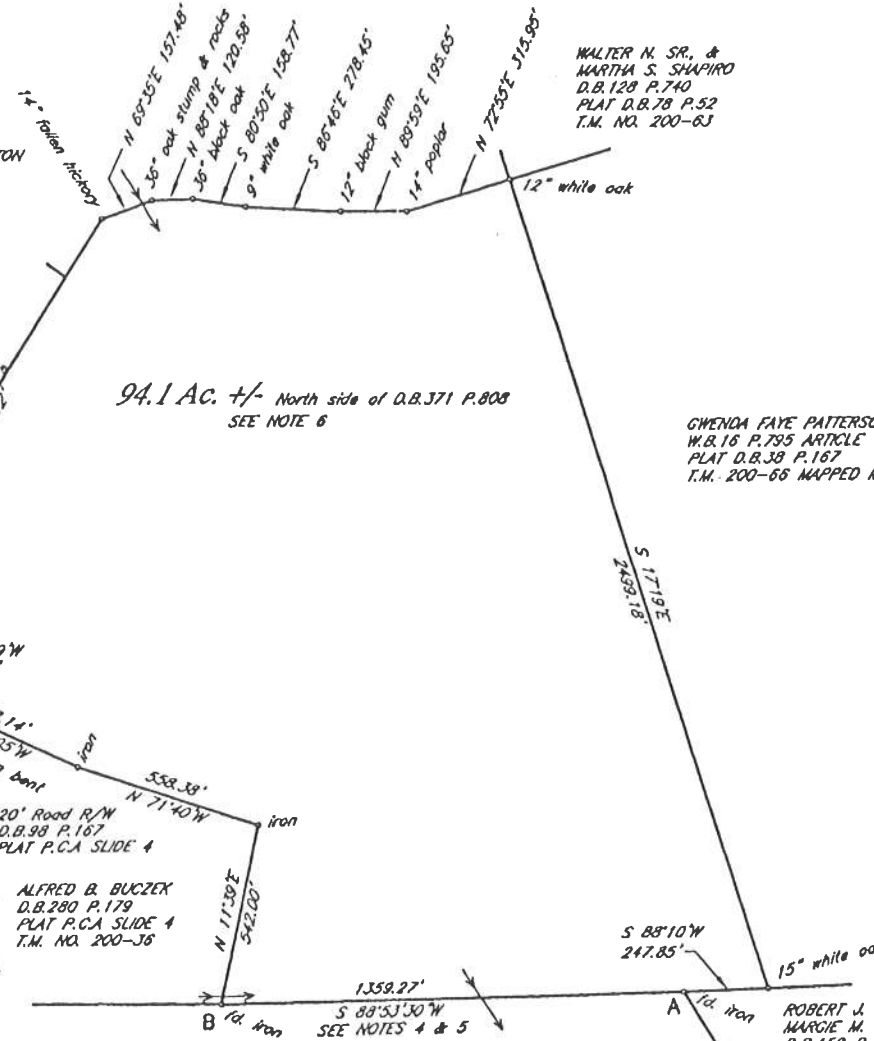 WALTER N. SR., &
MARTHA S. SHAPIRO
D.B.128 P.740
PLAT D.B.78 P.52
T.M. NO. 200-63
TON
14" fallen hickory
N 69°35'E 157.48'
36" oak stump & rocks
N 88°18'E 120.58'
36" black oak
S 80°50'E 158.77'
9" white oak
S 86°46'E 278.45'
12" black gum
N 89°59'E 195.65'
14" poplar
N 72°55'E 315.95'
12" white oak
94.1 Ac. +/- North side of D.B.371 P.808
SEE NOTE 6
GWENDA FAYE PATTERSO
W.B.16 P.795 ARTICLE
PLAT D.B.38 P.167
T.M. 200-66 MAPPED
S 17°19'E
2499.18'
.14'
iron
bent
558.38'
N 71°40'W
iron
20' Road R/W
D.B.98 P.167
PLAT P.C.A SLIDE 4
ALFRED B. BUCZEK
D.B.280 P.179
PLAT P.C.A SLIDE 4
T.M. NO. 200-36
N 11°39'E
542.00'
S 88°10'W
247.85'
15" white oa
1359.27'
S 88°53'30"W
SEE NOTES 4 & 5
B
fd. iron
A
fd. iron
ROBERT J.
MARGIE M.